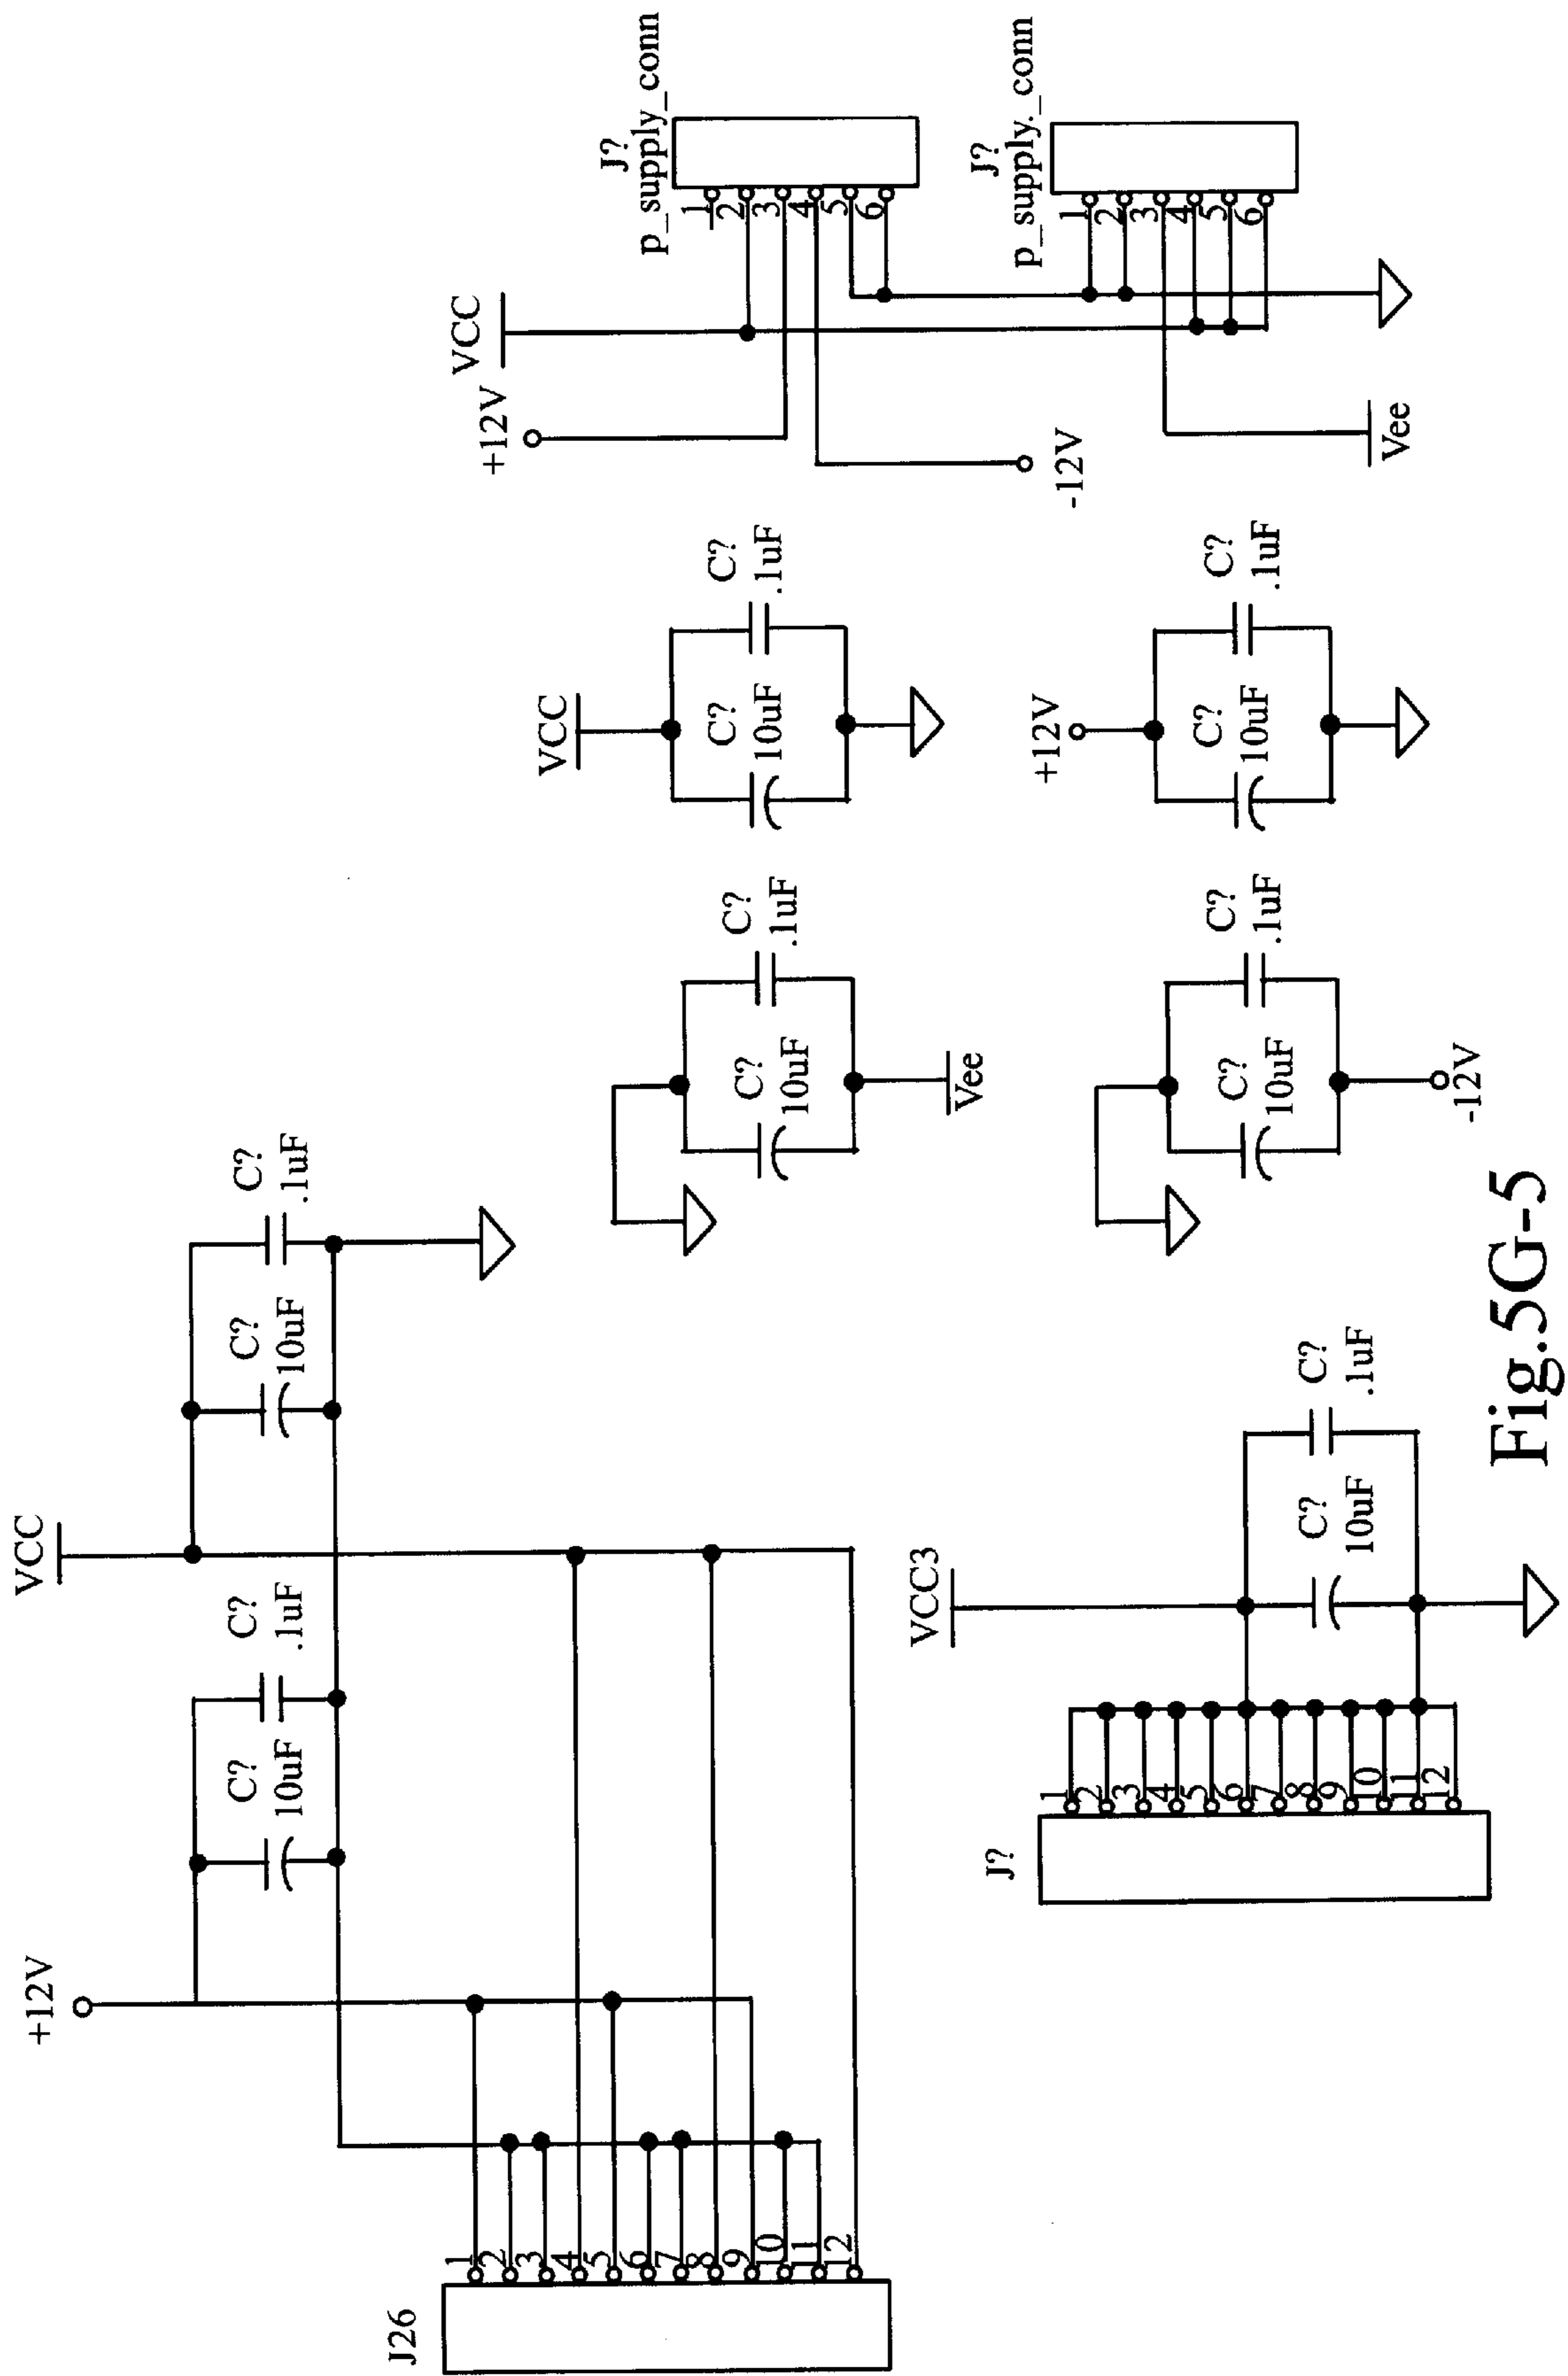 +12V
C?
10uF
C?
.1uF
VCC
C?
10uF
C?
.1uF
J26
1
2
3
4
5
6
7
8
9
10
11
12
VCC3
J?
1
2
3
4
5
6
7
8
9
10
11
12
C?
10uF
C?
.1uF
C?
10uF
C?
.1uF
Vee
C?
10uF
C?
.1uF
-12V
VCC
C?
10uF
C?
.1uF
+12V
C?
10uF
C?
.1uF
+12V
VCC
-12V
Vee
J?
p_supply_conn
1
2
3
4
5
6
J?
p_supply._conn
1
2
3
4
5
6
Fig.5G-5